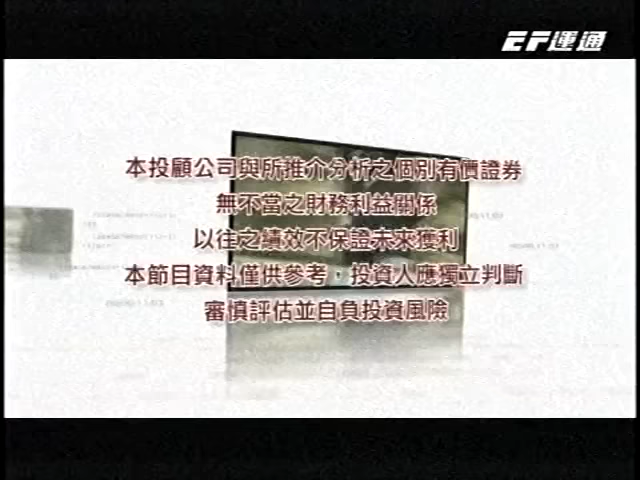 EF運通
本投顧公司與所推介分析之個別有價證券
無不當之財務利益關係
以往之績效不保證未來獲利
本節目資料僅供參考，投資人應獨立判斷
審慎評估並自負投資風險